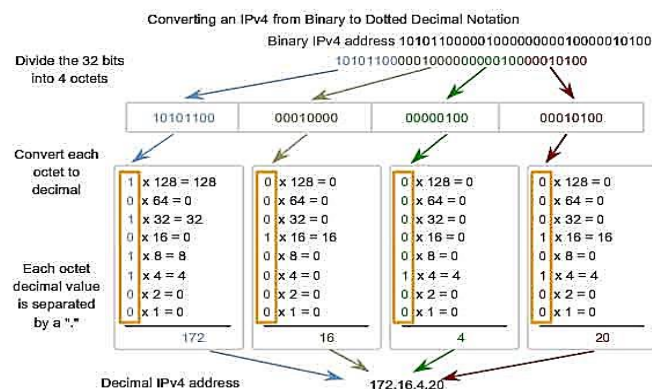 Converting an IPv4 from Binary to Dotted Decimal Notation
Binary IPv4 address 10101100000100000000010000010100
Divide the 32 bits
into 4 octets
10101100000100000000010000010100
10101100 00010000 00000100 00010100
Convert each
octet to
decimal
1 x 128 = 128 0 x 128 = 0 0 x 128 = 0 0 x 128 = 0
0 x 64 = 0 0 x 64 = 0 0 x 64 = 0 0 x 64 = 0
1 x 32 = 32 0 x 32 = 0 0 x 32 = 0 0 x 32 = 0
0 x 16 = 0 1 x 16 = 16 0 x 16 = 0 1 x 16 = 16
1 x 8 = 8 0 x 8 = 0 0 x 8 = 0 0 x 8 = 0
1 x 4 = 4 0 x 4 = 0 1 x 4 = 4 1 x 4 = 4
0 x 2 = 0 0 x 2 = 0 0 x 2 = 0 0 x 2 = 0
0 x 1 = 0 0 x 1 = 0 0 x 1 = 0 0 x 1 = 0
Each octet
decimal value
is separated
by a "."
172 16 4 20
Decimal IPv4 address 172.16.4.20